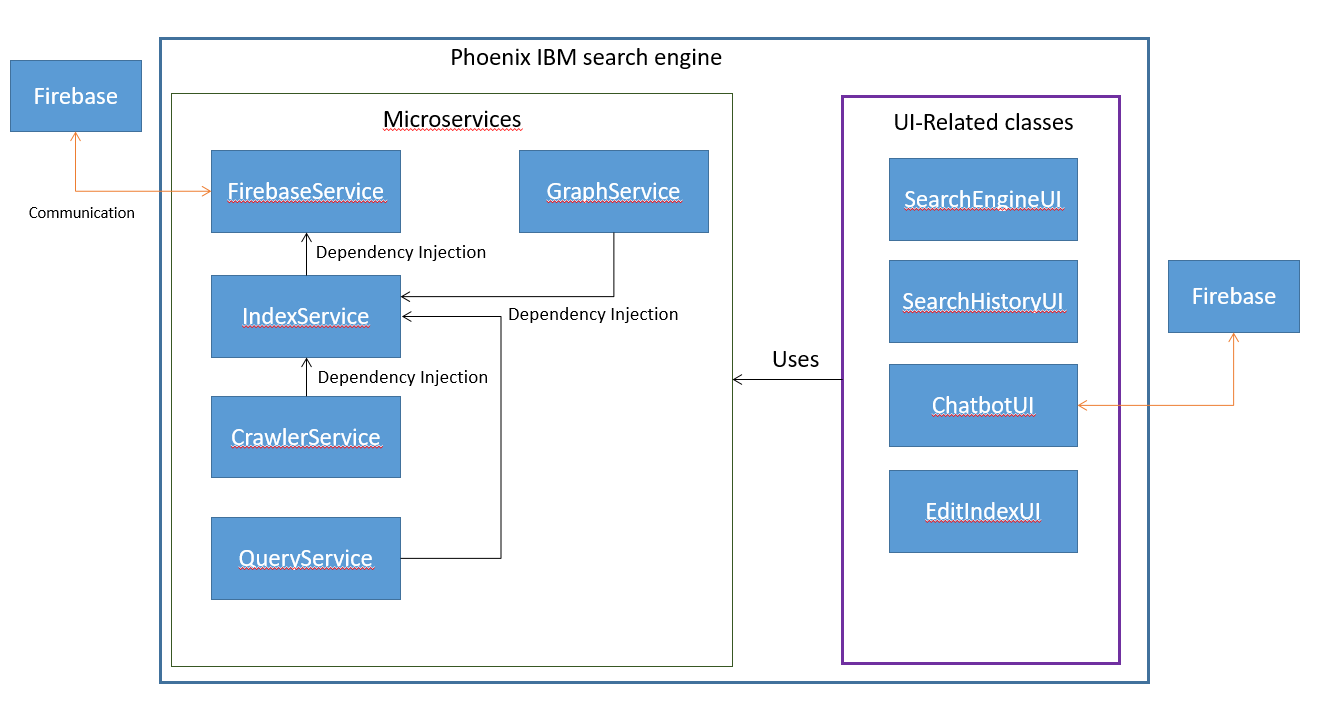 Phoenix IBM search engine
Firebase
Microservices
UI-Related classes
FirebaseService
GraphService
SearchEngineUI
Communication
Dependency Injection
IndexService
Dependency Injection
SearchHistoryUI
Firebase
Uses
Dependency Injection
CrawlerService
ChatbotUI
QueryService
EditIndexUI